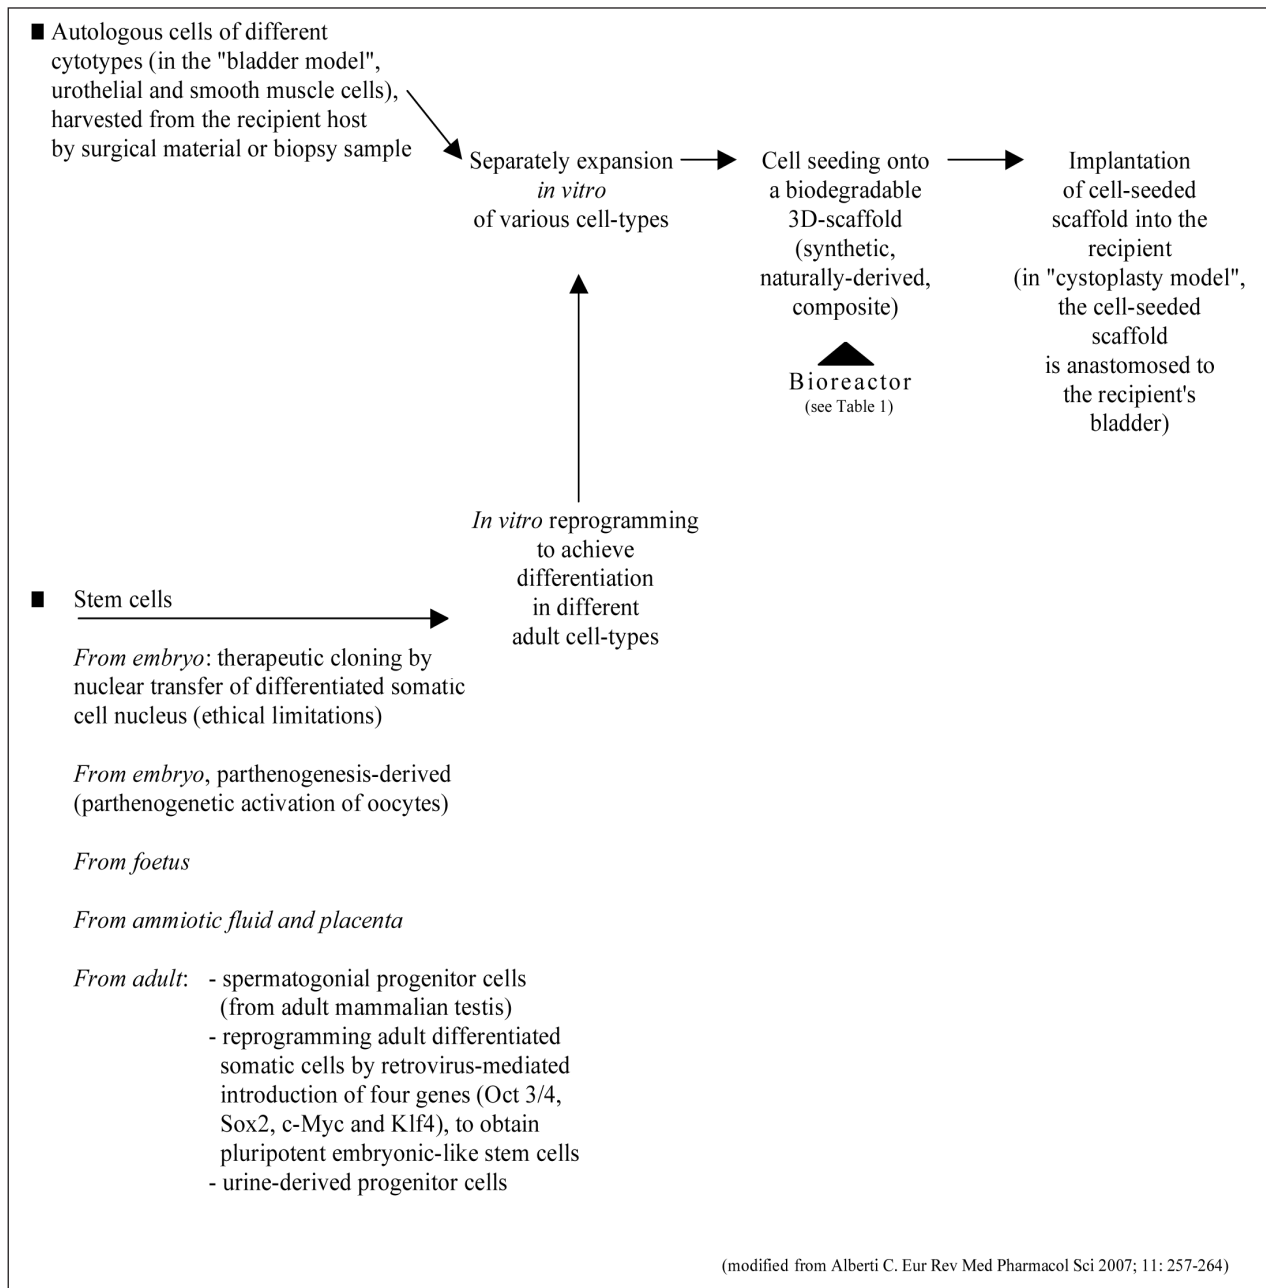 ■ Autologous cells of different
cytotypes (in the "bladder model",
urothelial and smooth muscle cells),
harvested from the recipient host
by surgical material or biopsy sample
Separately expansion
in vitro
of various cell-types
Cell seeding onto
a biodegradable
3D-scaffold
(synthetic,
naturally-derived,
composite)
Bioreactor
(see Table 1)
Implantation
of cell-seeded
scaffold into the
recipient
(in "cystoplasty model",
the cell-seeded
scaffold
is anastomosed to
the recipient's
bladder)
In vitro reprogramming
to achieve
differentiation
in different
adult cell-types
■ Stem cells
From embryo: therapeutic cloning by
nuclear transfer of differentiated somatic
cell nucleus (ethical limitations)
From embryo, parthenogenesis-derived
(parthenogenetic activation of oocytes)
From foetus
From ammiotic fluid and placenta
From adult: - spermatogonial progenitor cells
(from adult mammalian testis)
- reprogramming adult differentiated
somatic cells by retrovirus-mediated
introduction of four genes (Oct 3/4,
Sox2, c-Myc and Klf4), to obtain
pluripotent embryonic-like stem cells
- urine-derived progenitor cells
(modified from Alberti C. Eur Rev Med Pharmacol Sci 2007; 11: 257-264)